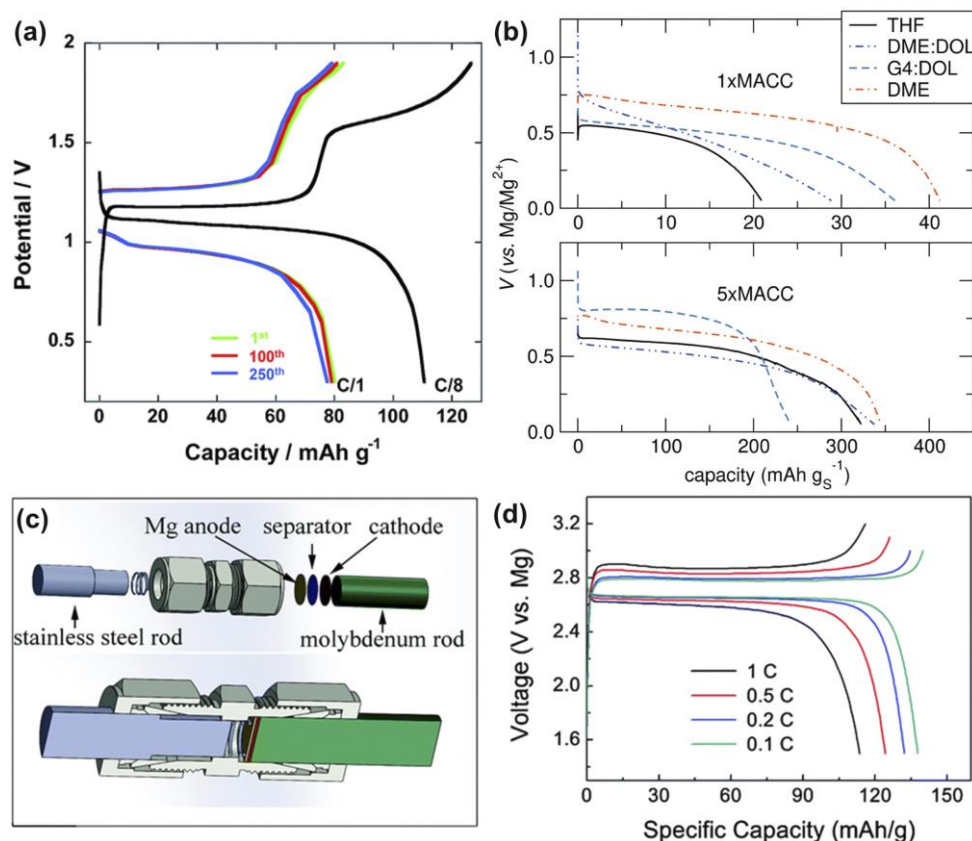 (a)
2
1.5
1
0.5
Potential / V
1st
100th
250th
C/1
C/8
0 20 40 60 80 100 120
Capacity / mAh g-1
(b)
THF
DME:DOL
G4:DOL
DME
1xMACC
1.0
0.5
0.0
0 10 20 30 40
V (vs. Mg/Mg2+)
5xMACC
1.0
0.5
0.0
0 100 200 300 400
capacity (mAh gS-1)
(c)
Mg anode
separator
cathode
stainless steel rod
molybdenum rod
(d)
3.2
2.8
2.4
2.0
1.6
Voltage (V vs. Mg)
1 C
0.5 C
0.2 C
0.1 C
0 30 60 90 120 150
Specific Capacity (mAh/g)